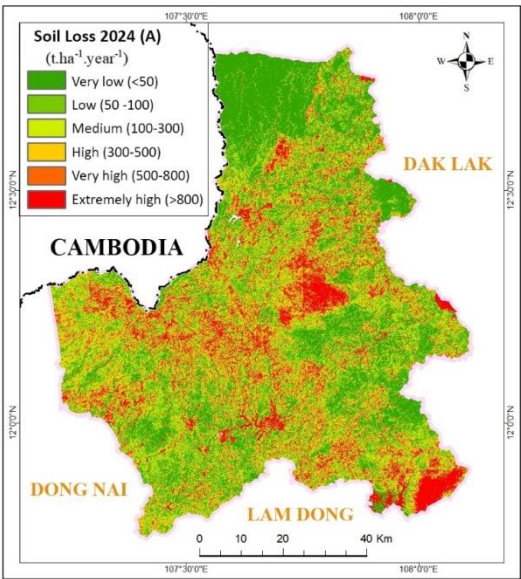 107°30'0"E
108°0'0"E
Soil Loss 2024 (A)
(t.ha⁻¹.year⁻¹)
Very low (<50)
Low (50 -100)
Medium (100-300)
High (300-500)
Very high (500-800)
Extremely high (>800)
N
W
E
S
DAK LAK
12°30'0"N
12°30'0"N
CAMBODIA
12°0'0"N
12°0'0"N
DONG NAI
LAM DONG
0 10 20 40 Km
107°30'0"E
108°0'0"E